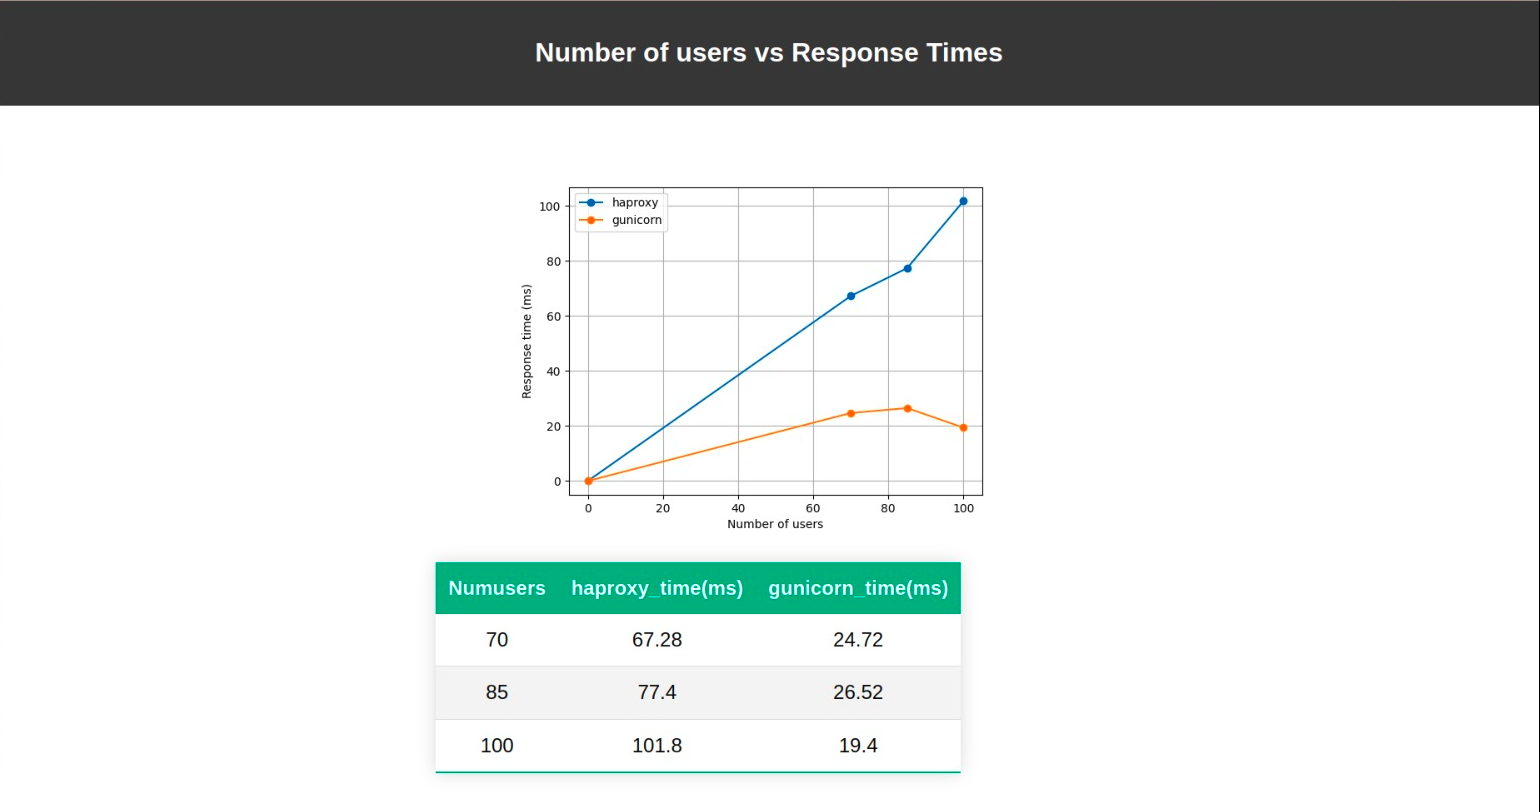 Number of users vs Response Times
haproxy
gunicorn
100
80
60
40
20
0
Response time (ms)
0 20 40 60 80 100
Number of users
Numusers haproxy_time(ms) gunicorn_time(ms)
70 67.28 24.72
85 77.4 26.52
100 101.8 19.4